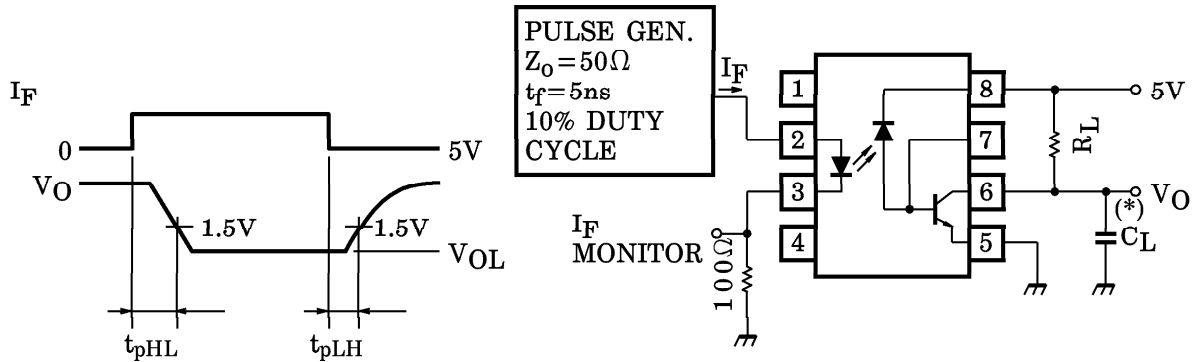 I_F
0
V_O
5V
1.5V
1.5V
V_OL
t_pHL
t_pLH
PULSE GEN.
Z_o=50Ω
t_f=5ns
10% DUTY
CYCLE
I_F
I_F
MONITOR
100Ω
1
2
3
4
8
7
6
5
5V
R_L
V_O
(*)
C_L